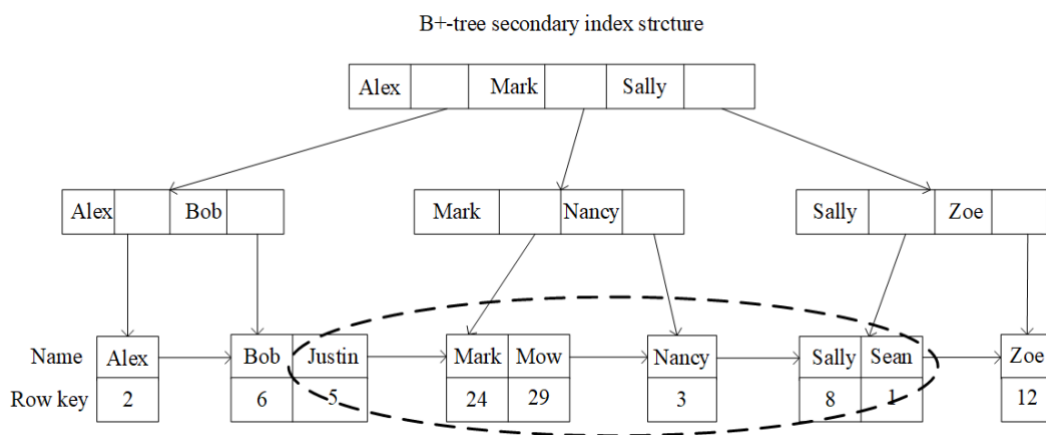 B+-tree secondary index strcture
Alex Mark Sally
Alex Bob Mark Nancy Sally Zoe
Name Alex Bob Justin Mark Mow Nancy Sally Sean Zoe
Row key 2 6 5 24 29 3 8 1 12